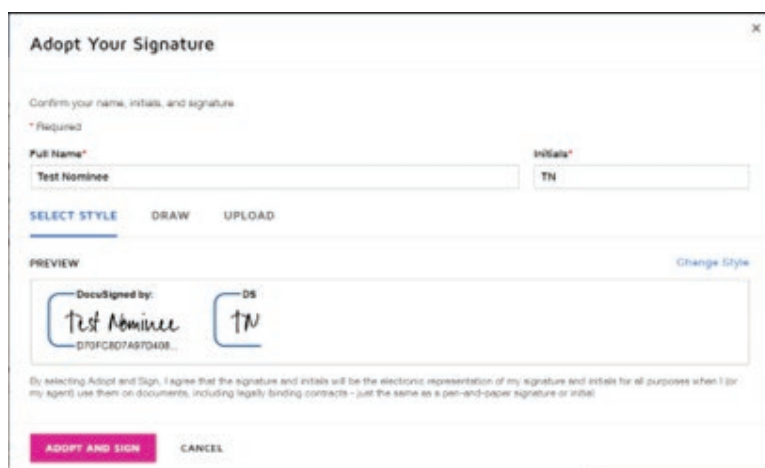 Adopt Your Signature
×
Confirm your name, initials, and signature.
* Required
Full Name*
Initials*
Test Nominee
TN
SELECT STYLE DRAW UPLOAD
PREVIEW
Change Style
DocuSigned by:
Test Nominee
D70FC8D7A97D408...
DS
TN
By selecting Adopt and Sign, I agree that the signature and initials will be the electronic representation of my signature and initials for all purposes when I (or
my agent) use them on documents, including legally binding contracts - just the same as a pen-and-paper signature or initial.
ADOPT AND SIGN CANCEL